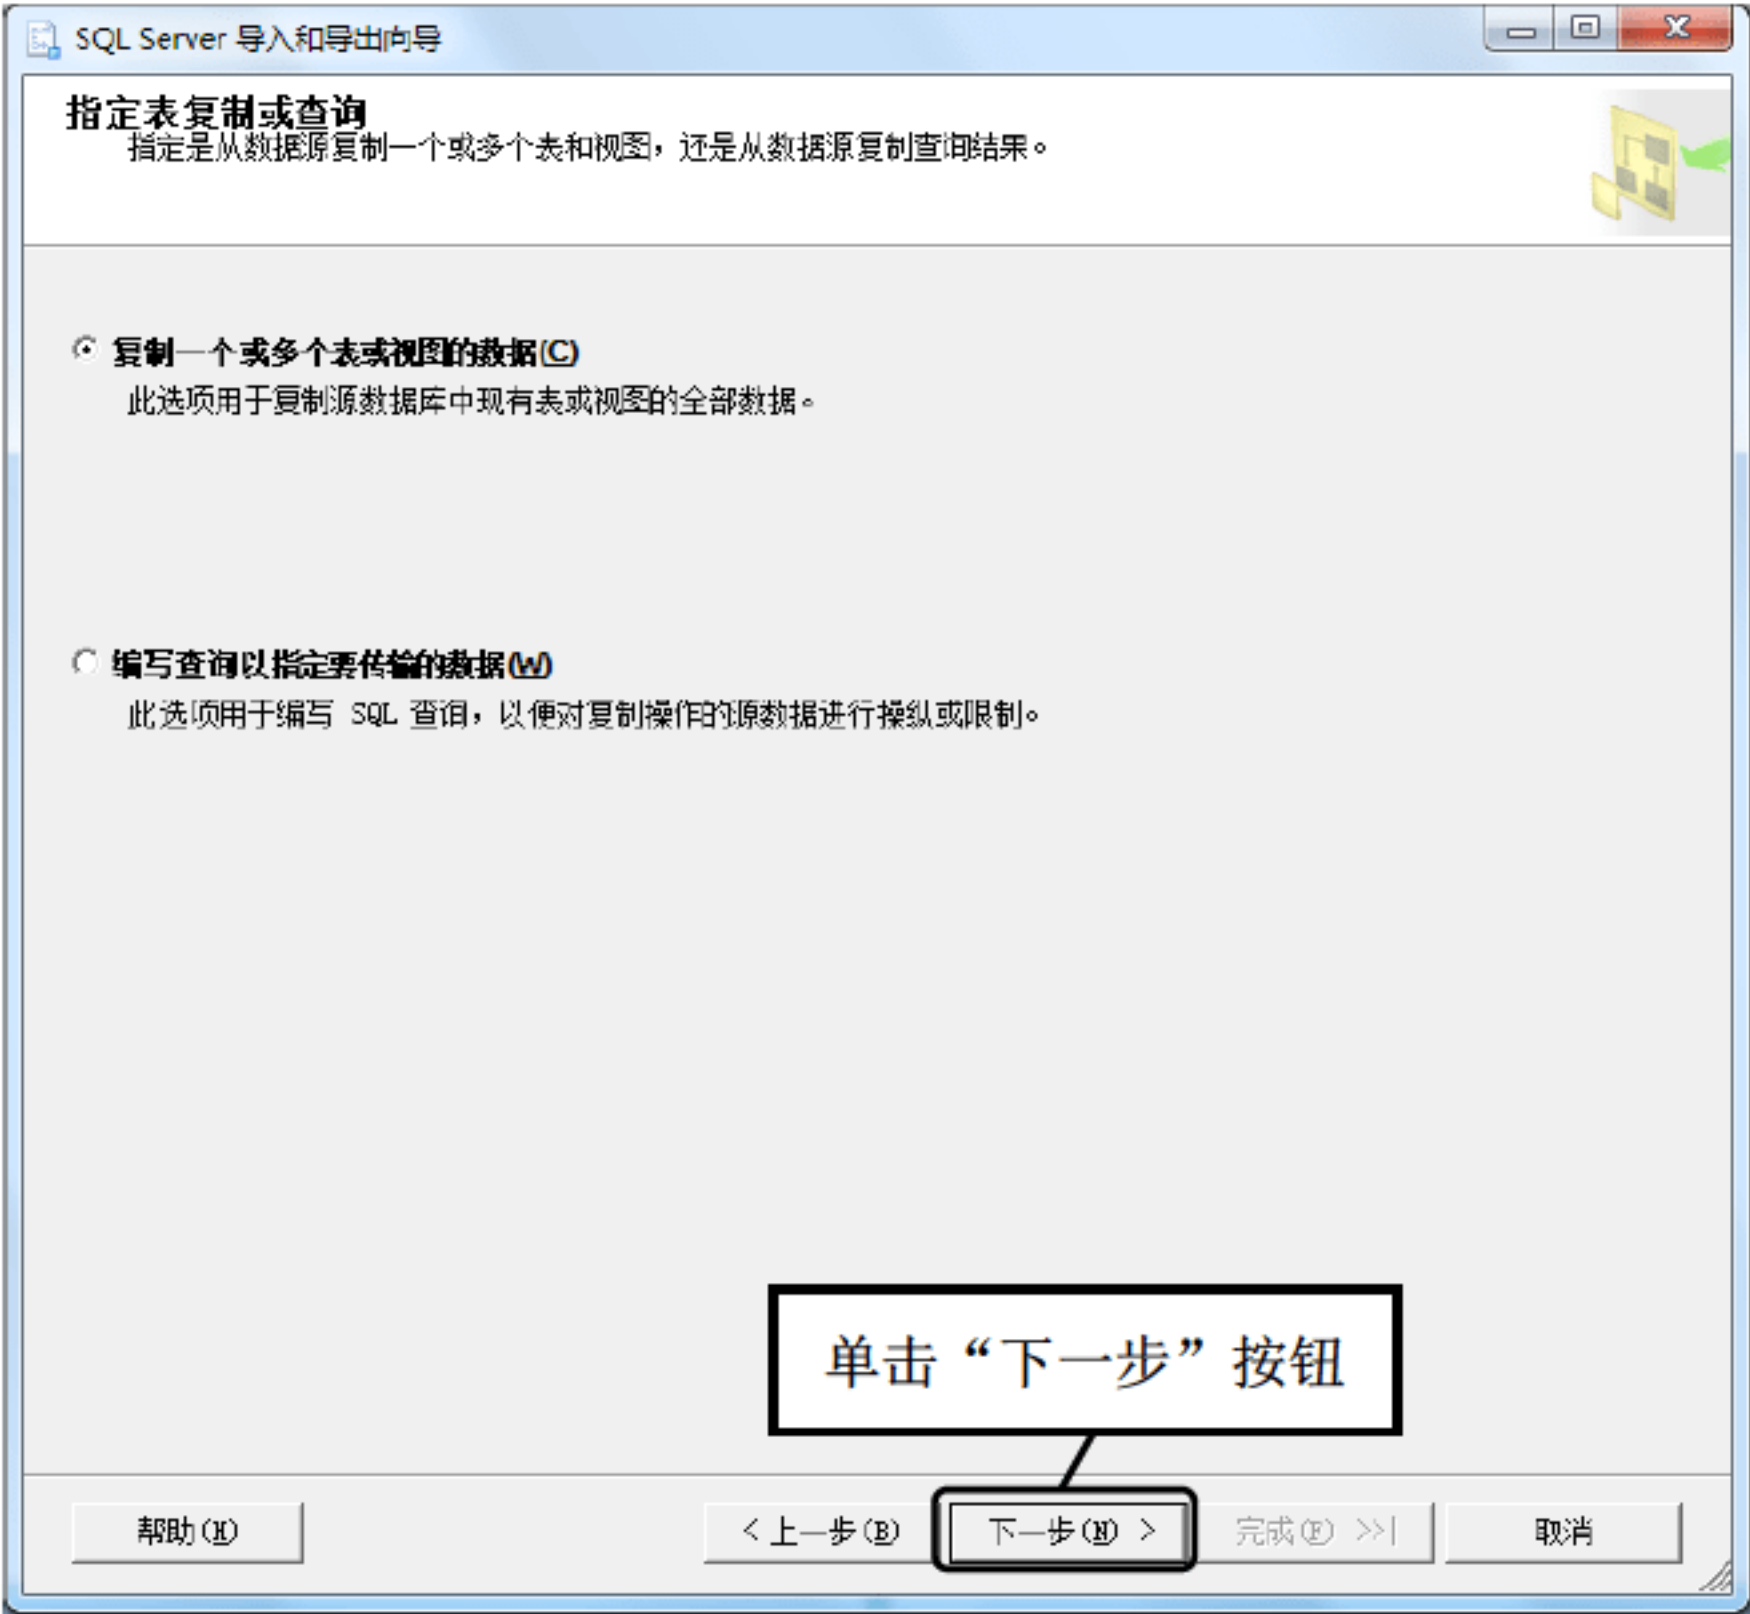 SQL Server 导入和导出向导
指定表复制或查询
指定是从数据源复制一个或多个表和视图，还是从数据源复制查询结果。
复制一个或多个表或视图的数据(C)
此选项用于复制源数据库中现有表或视图的全部数据。
编写查询以指定要传输的数据(W)
此选项用于编写 SQL 查询，以便对复制操作的源数据进行操纵或限制。
单击“下一步”按钮
帮助(H)
< 上一步(B)
下一步(N) >
完成(F) >>|
取消